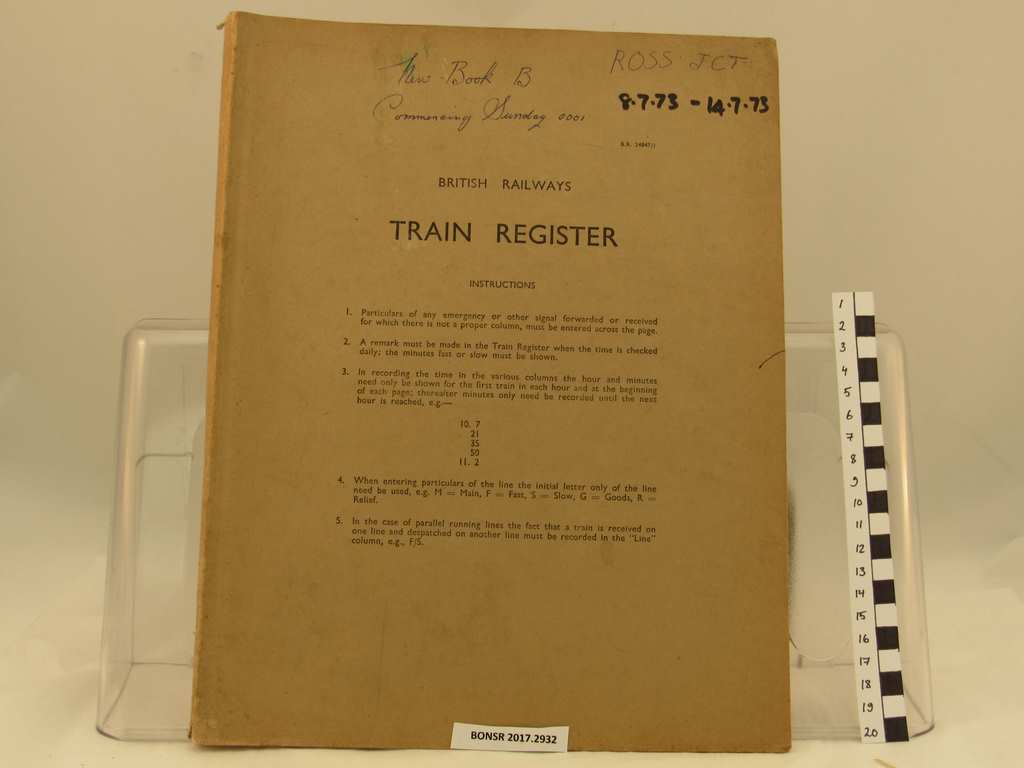 New Book B
Commencing Sunday 0001
ROSS JCT
8.7.73 - 14.7.73
BRITISH RAILWAYS
TRAIN REGISTER
INSTRUCTIONS
1. Particulars of any emergency or other signal forwarded or received
for which there is not a proper column, must be entered across the page.
2. A remark must be made in the Train Register when the time is checked
daily; the minutes fast or slow must be shown.
3. In recording the time in the various columns the hour and minutes
need only be shown for the first train in each hour and at the beginning
of each page; thereafter minutes only need be recorded until the next
hour is reached, e.g.—
10. 7
21
35
50
11. 2
4. When entering particulars of the line the initial letter only of the line
need be used, e.g. M = Main, F = Fast, S = Slow, G = Goods, R =
Relief.
5. In the case of parallel running lines the fact that a train is received on
one line and despatched on another line must be recorded in the "Line"
column, e.g., F/S.
BONSR 2017.2932
1
2
3
4
5
6
7
8
9
10
11
12
13
14
15
16
17
18
19
20